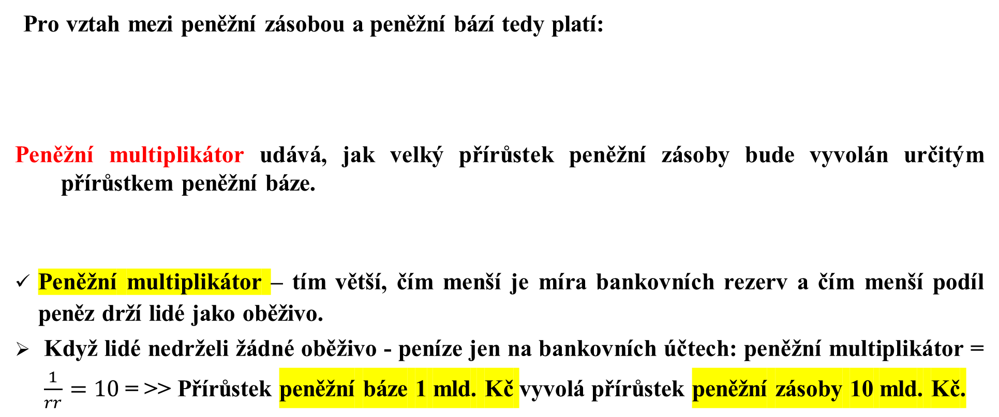 Pro vztah mezi peněžní zásobou a peněžní bází tedy platí:
Peněžní multiplikátor udává, jak velký přírůstek peněžní zásoby bude vyvolán určitým
přírůstkem peněžní báze.
✓ Peněžní multiplikátor – tím větší, čím menší je míra bankovních rezerv a čím menší podíl
peněz drží lidé jako oběživo.
➢ Když lidé nedrželi žádné oběživo - peníze jen na bankovních účtech: peněžní multiplikátor =
1/rr = 10 = >> Přírůstek peněžní báze 1 mld. Kč vyvolá přírůstek peněžní zásoby 10 mld. Kč.